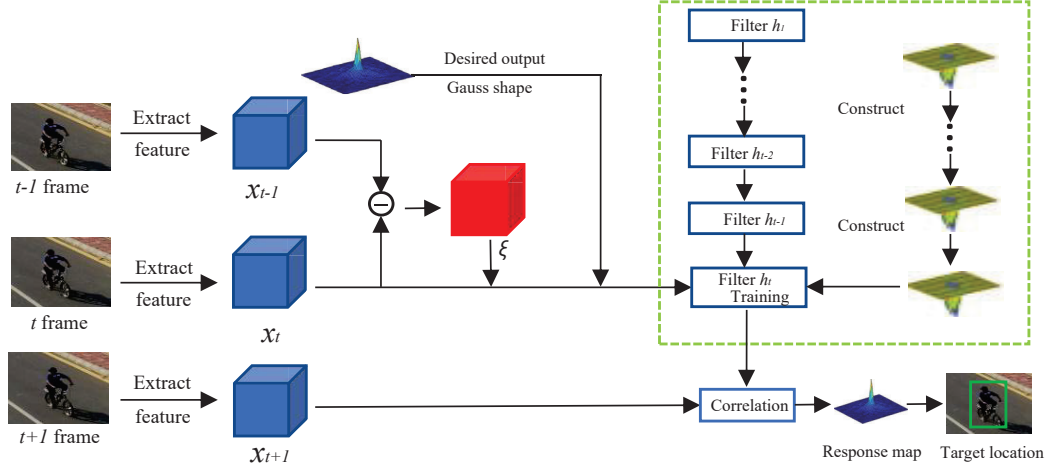 Filter h1
Desired output
Gauss shape
Construct
Extract
feature
t-1 frame
xt-1
Filter ht-2
Filter ht-1
Construct
ξ
Extract
feature
t frame
xt
Filter ht
Training
Extract
feature
t+1 frame
xt+1
Correlation
Response map
Target location